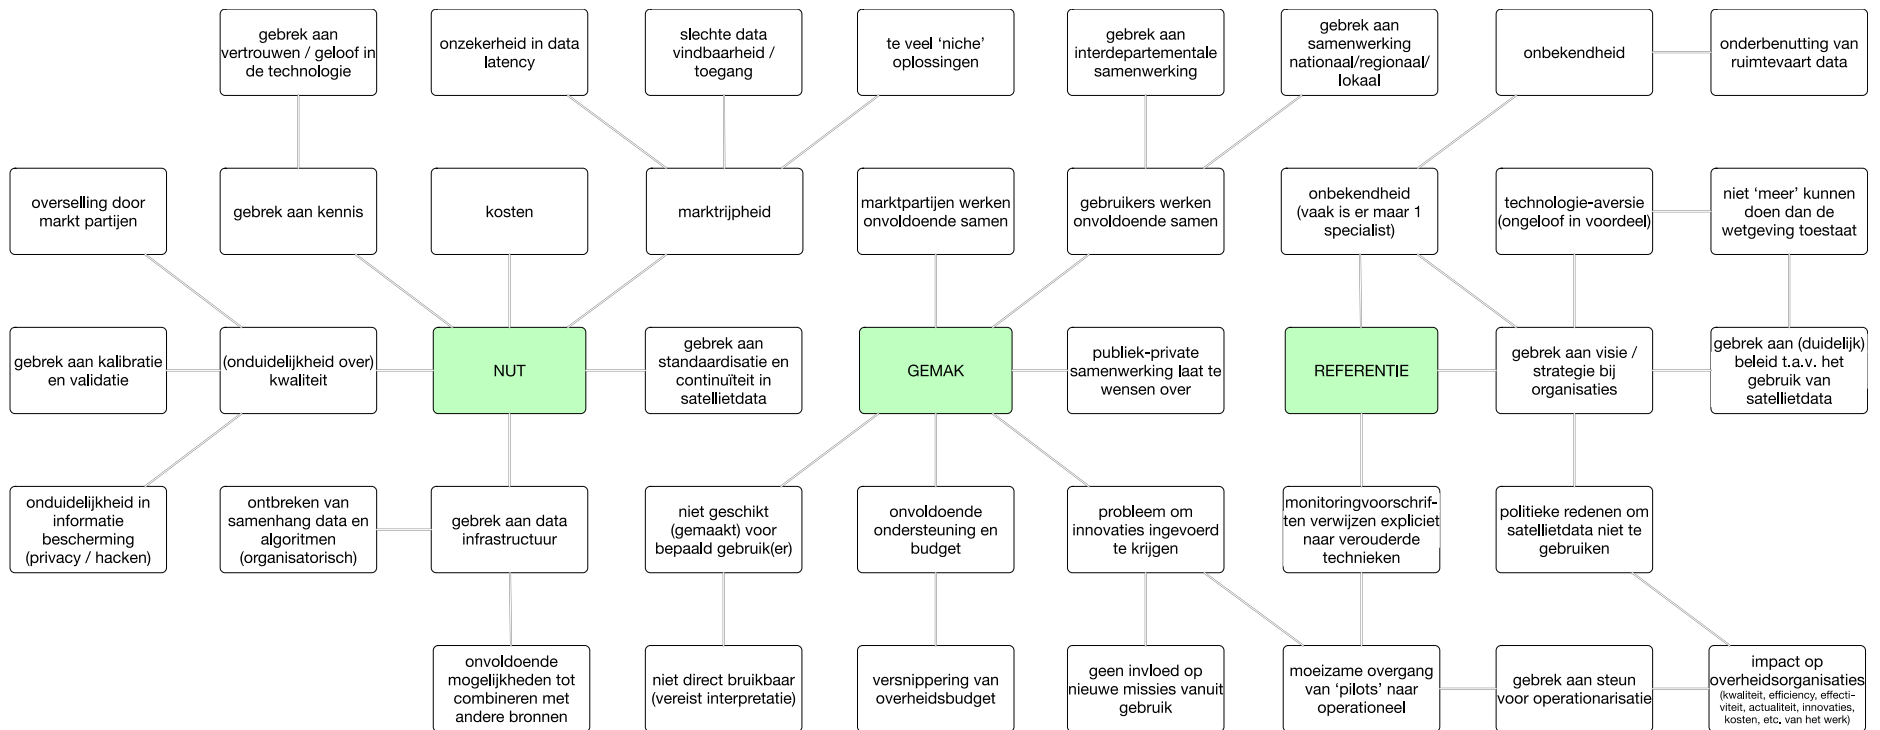 gebrek aan
vertrouwen / geloof in
de technologie
onzekerheid in data
latency
slechte data
vindbaarheid /
toegang
te veel ‘niche’
oplossingen
gebrek aan
interdepartementale
samenwerking
gebrek aan
samenwerking
nationaal/regionaal/
lokaal
onbekendheid
onderbenutting van
ruimtevaart data
overselling door
markt partijen
gebrek aan kennis
kosten
marktrijpheid
marktpartijen werken
onvoldoende samen
gebruikers werken
onvoldoende samen
onbekendheid
(vaak is er maar 1
specialist)
technologie-aversie
(ongeloof in voordeel)
niet ‘meer’ kunnen
doen dan de
wetgeving toestaat
gebrek aan kalibratie
en validatie
(onduidelijkheid over)
kwaliteit
NUT
gebrek aan
standaardisatie en
continuïteit in
satellietdata
GEMAK
publiek-private
samenwerking laat te
wensen over
REFERENTIE
gebrek aan visie /
strategie bij
organisaties
gebrek aan (duidelijk)
beleid t.a.v. het
gebruik van
satellietdata
onduidelijkheid in
informatie
bescherming
(privacy / hacken)
ontbreken van
samenhang data en
algoritmen
(organisatorisch)
gebrek aan data
infrastructuur
niet geschikt
(gemaakt) voor
bepaald gebruik(er)
onvoldoende
ondersteuning en
budget
probleem om
innovaties ingevoerd
te krijgen
monitoringvoorschrif-
ten verwijzen expliciet
naar verouderde
technieken
politieke redenen om
satellietdata niet te
gebruiken
onvoldoende
mogelijkheden tot
combineren met
andere bronnen
niet direct bruikbaar
(vereist interpretatie)
versnippering van
overheidsbudget
geen invloed op
nieuwe missies vanuit
gebruik
moeizame overgang
van ‘pilots’ naar
operationeel
gebrek aan steun
voor operationarisatie
impact op
overheidsorganisaties
(kwaliteit, efficiency, effecti-
viteit, actualiteit, innovaties,
kosten, etc. van het werk)